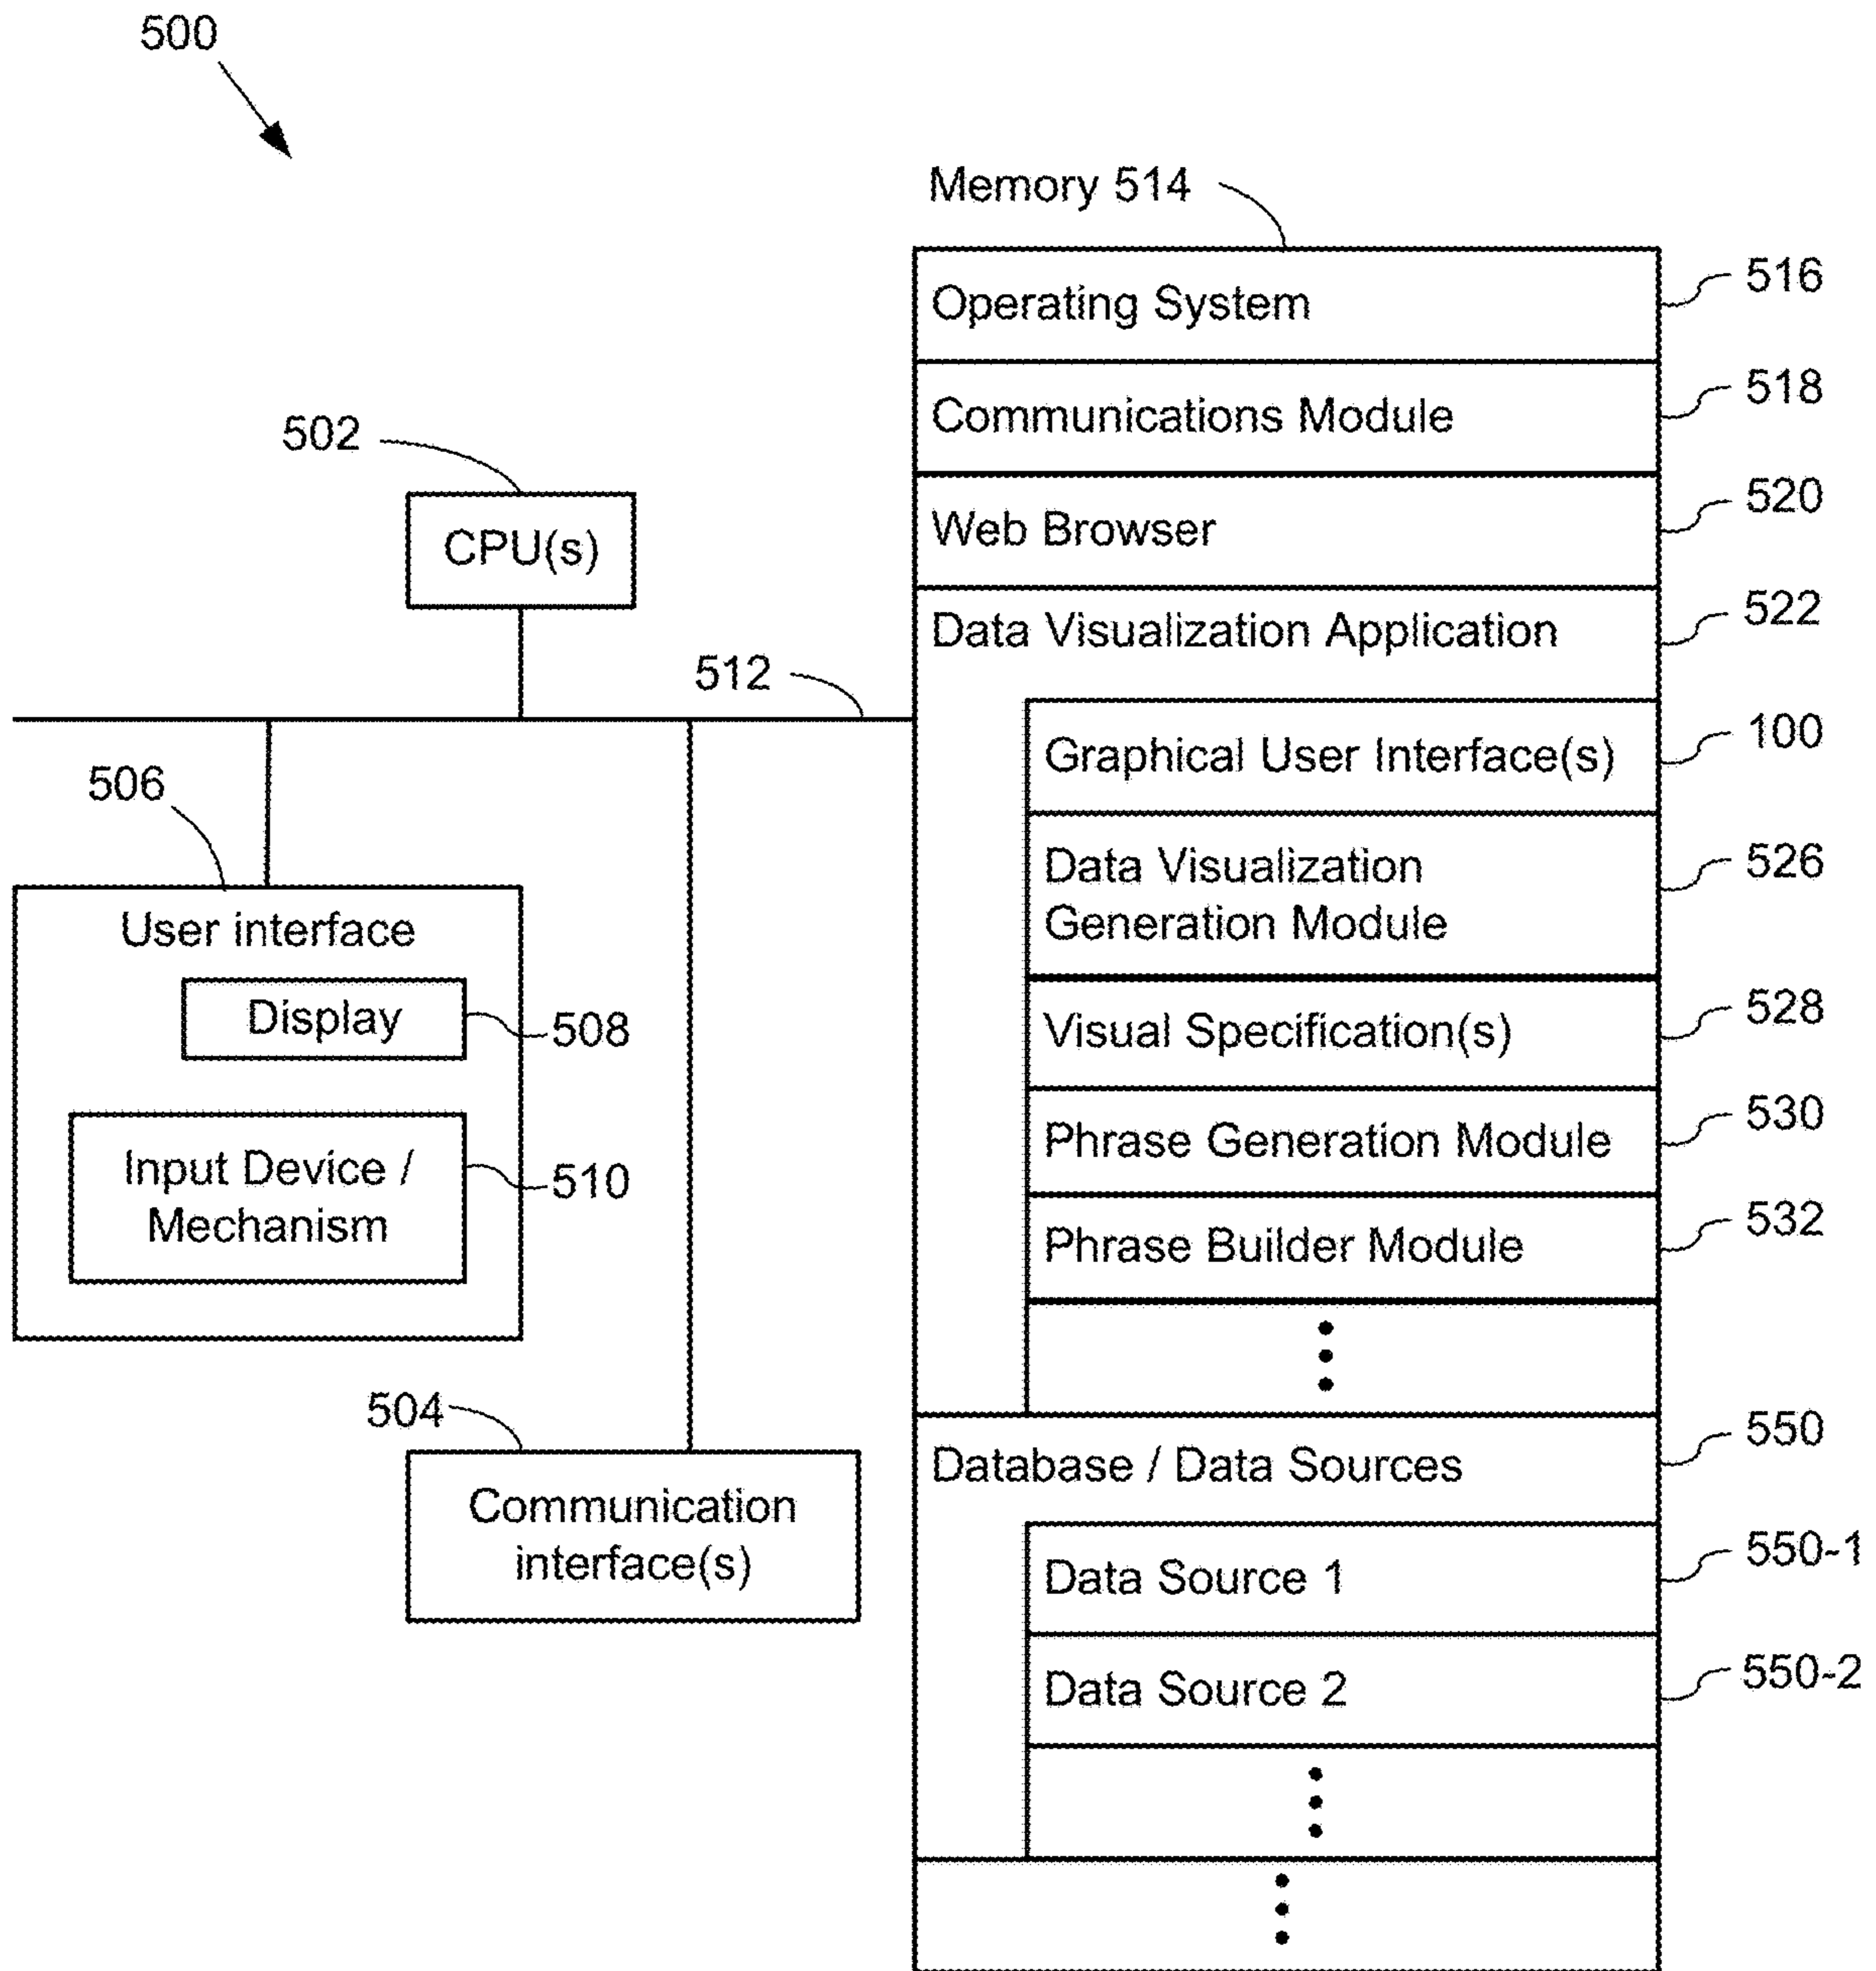 500
Memory 514
Operating System
516
Communications Module
518
502
CPU(s)
Web Browser
520
Data Visualization Application
522
512
Graphical User Interface(s)
100
506
User interface
Display
508
Input Device /
Mechanism
510
Data Visualization
Generation Module
526
Visual Specification(s)
528
Phrase Generation Module
530
Phrase Builder Module
532
504
Communication
interface(s)
Database / Data Sources
550
Data Source 1
550-1
Data Source 2
550-2